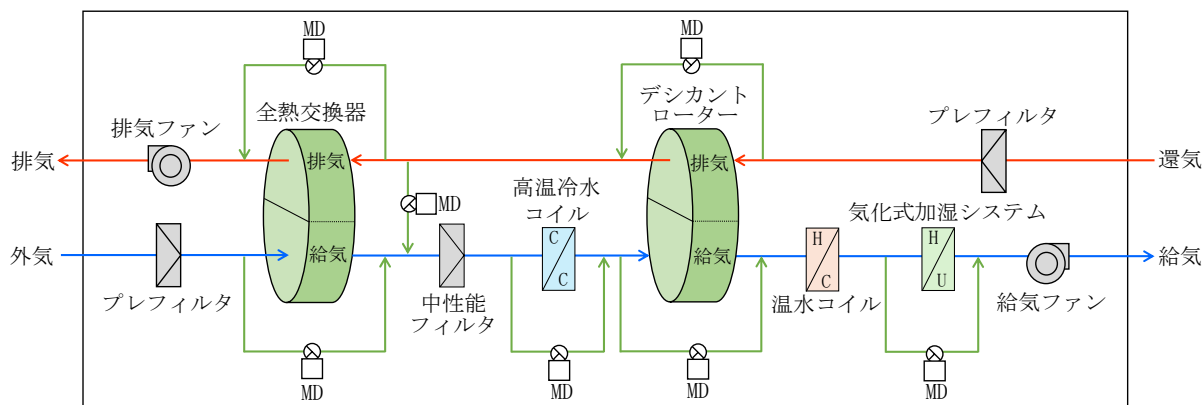 MD
MD
全熱交換器
デシカント
ローター
排気ファン
プレフィルタ
排気
排気
排気
還気
MD
高温冷水
コイル
気化式加湿システム
外気
プレフィルタ
給気
中性能
フィルタ
C
C
給気
H
C
温水コイル
H
U
給気ファン
給気
MD
MD
MD
MD